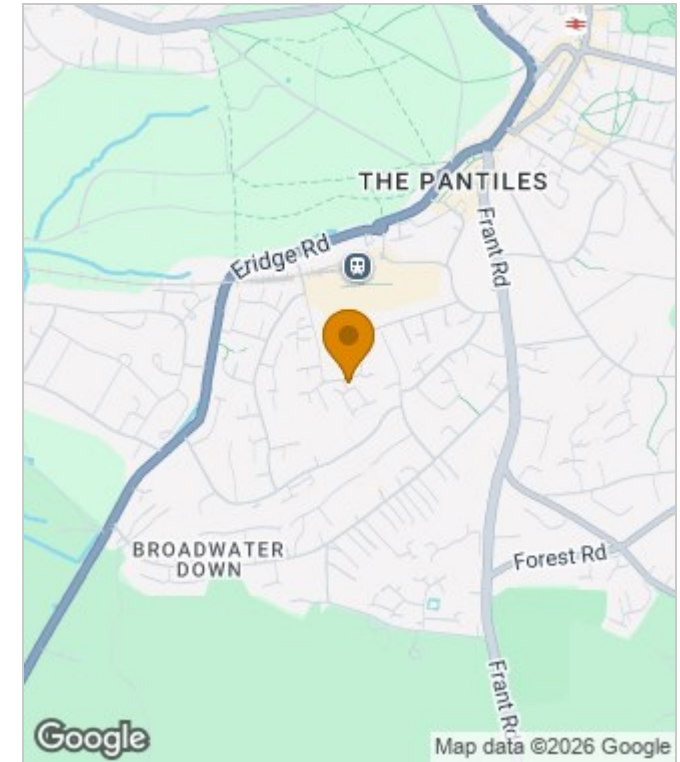 THE PANTILES
Frant Rd
Eridge Rd
BROADWATER
DOWN
Forest Rd
Frant Rd
Google
Map data ©2026 Google